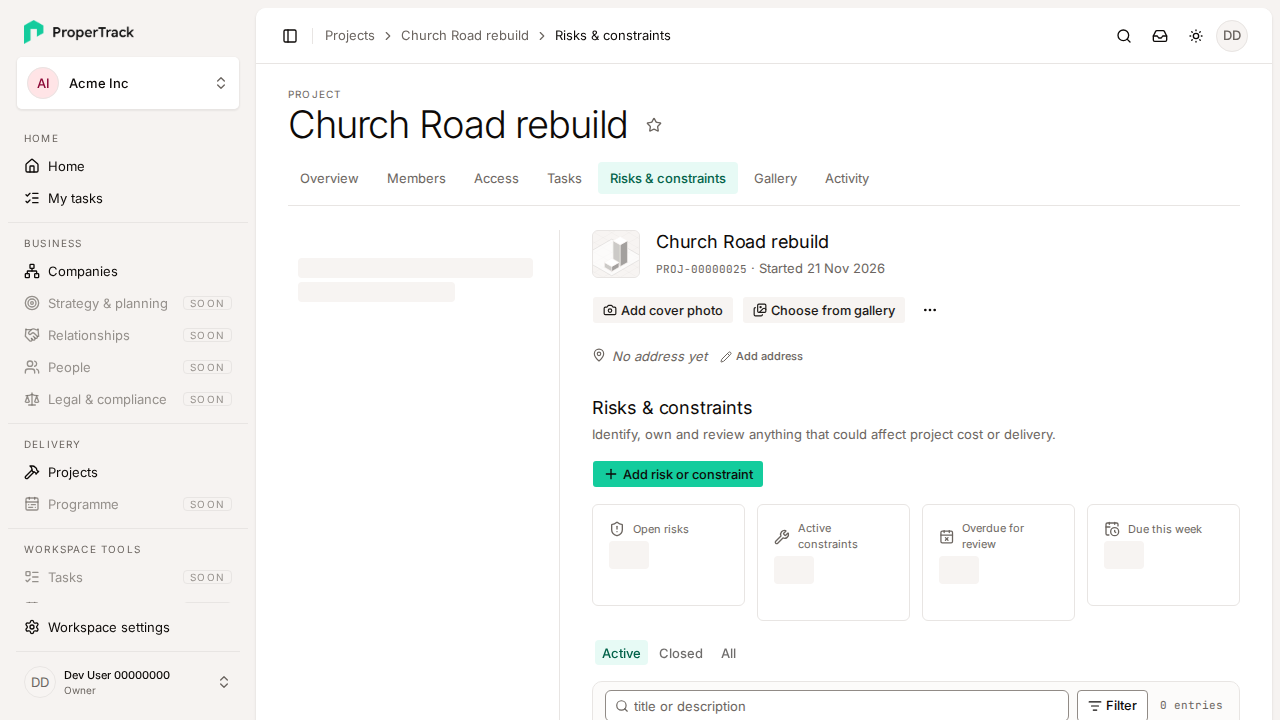 ProperTrack
AI
Acme Inc
HOME
Home
My tasks
BUSINESS
Companies
Strategy & planning SOON
Relationships SOON
People SOON
Legal & compliance SOON
DELIVERY
Projects
Programme SOON
WORKSPACE TOOLS
Tasks SOON
Workspace settings
DD
Dev User 00000000
Owner
Projects > Church Road rebuild > Risks & constraints
DD
PROJECT
Church Road rebuild
Overview Members Access Tasks Risks & constraints Gallery Activity
Church Road rebuild
PROJ-00000025 · Started 21 Nov 2026
Add cover photo Choose from gallery
No address yet Add address
Risks & constraints
Identify, own and review anything that could affect project cost or delivery.
Add risk or constraint
Open risks
Active
constraints
Overdue for
review
Due this week
Active Closed All
title or description Filter 0 entries